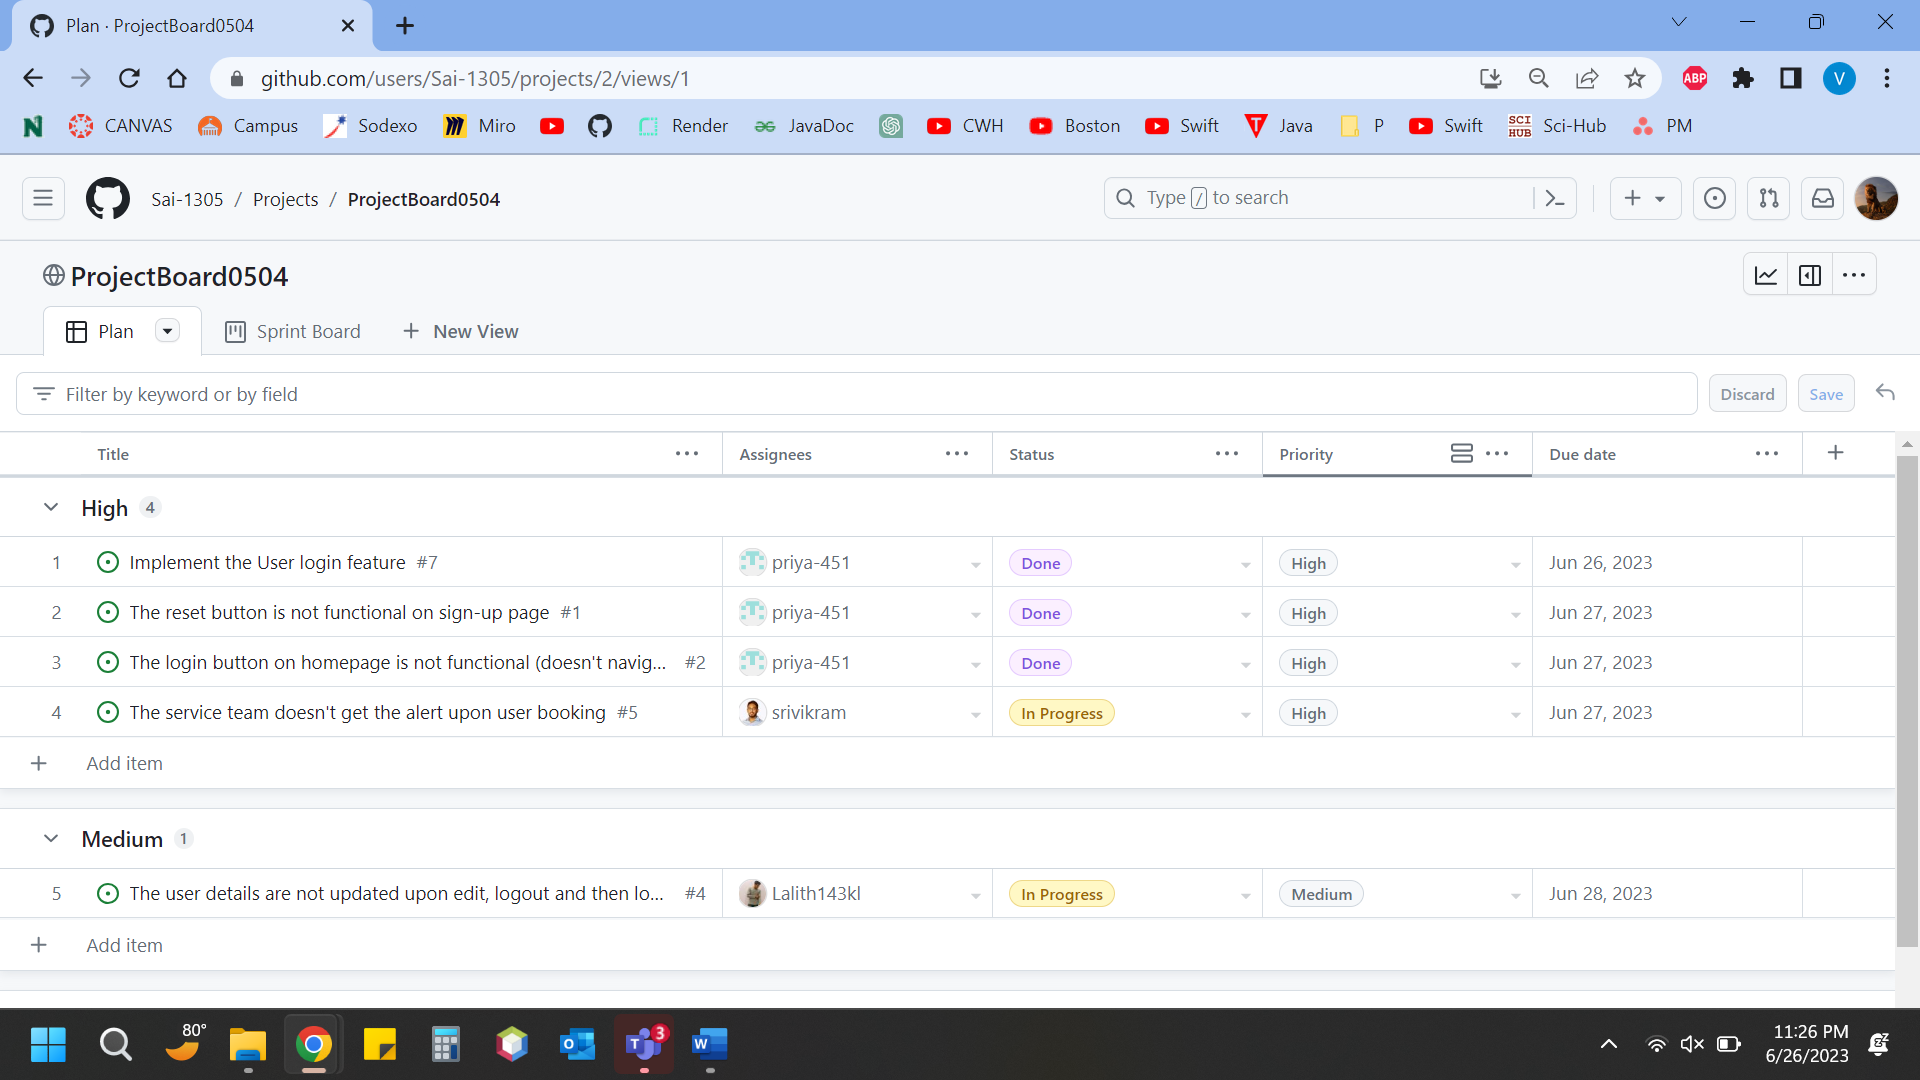 Plan · ProjectBoard0504
github.com/users/Sai-1305/projects/2/views/1
ABP
V
CANVAS Campus Sodexo Miro Render JavaDoc CWH Boston Swift Java P Swift SCI HUB Sci-Hub PM
Sai-1305 / Projects / ProjectBoard0504
Type / to search
ProjectBoard0504
Plan Sprint Board New View
Filter by keyword or by field
Discard Save
Title Assignees Status Priority Due date
High 4
1 Implement the User login feature #7 priya-451 Done High Jun 26, 2023
2 The reset button is not functional on sign-up page #1 priya-451 Done High Jun 27, 2023
3 The login button on homepage is not functional (doesn't navig... #2 priya-451 Done High Jun 27, 2023
4 The service team doesn't get the alert upon user booking #5 srivikram In Progress High Jun 27, 2023
Add item
Medium 1
5 The user details are not updated upon edit, logout and then lo... #4 Lalith143kl In Progress Medium Jun 28, 2023
Add item
80°
3
11:26 PM
6/26/2023